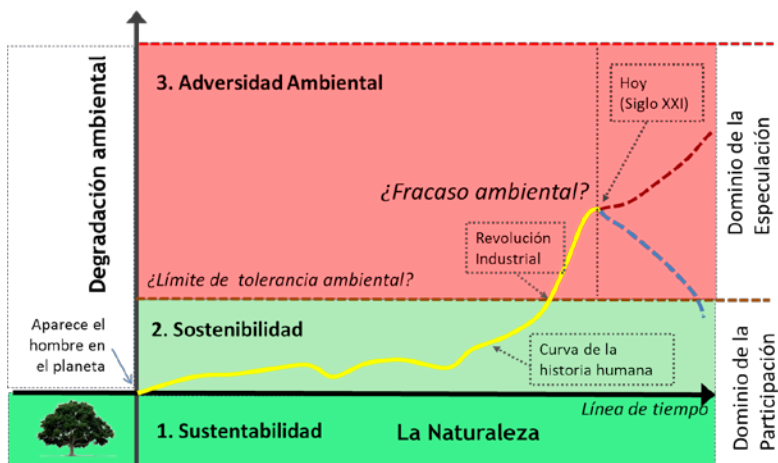 Degradación ambiental
3. Adversidad Ambiental
Hoy
(Siglo XXI)
¿Fracaso ambiental?
Revolución
Industrial
¿Límite de tolerancia ambiental?
Dominio de la
Especulación
Aparece el
hombre en
el planeta
2. Sostenibilidad
Curva de la
historia humana
Línea de tiempo
1. Sustentabilidad
La Naturaleza
Dominio de la
Participación